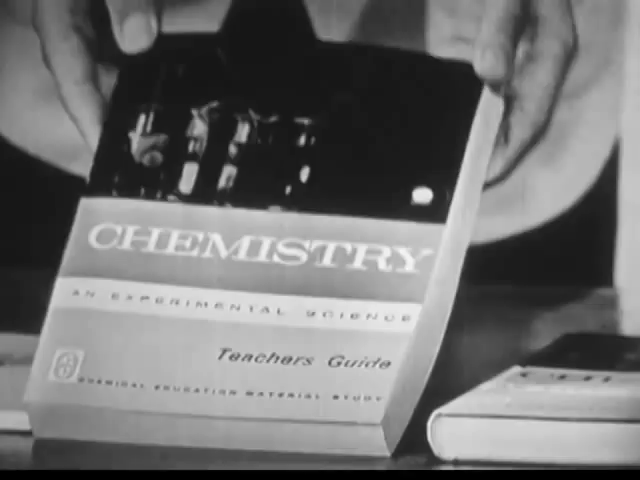 CHEMISTRY
AN EXPERIMENTAL SCIENCE
Teachers Guide
CHEMICAL EDUCATION MATERIAL STUDY